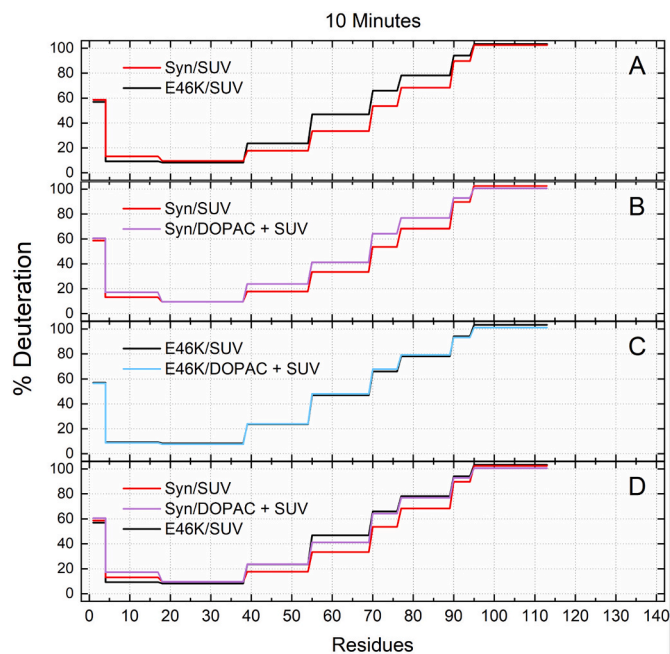 10 Minutes
100
80
60
40
20
0
Syn/SUV
E46K/SUV
A
100
80
60
40
20
0
Syn/SUV
Syn/DOPAC + SUV
B
% Deuteration
100
80
60
40
20
0
E46K/SUV
E46K/DOPAC + SUV
C
100
80
60
40
20
0
Syn/SUV
Syn/DOPAC + SUV
E46K/SUV
D
0 10 20 30 40 50 60 70 80 90 100 110 120 130 140
Residues